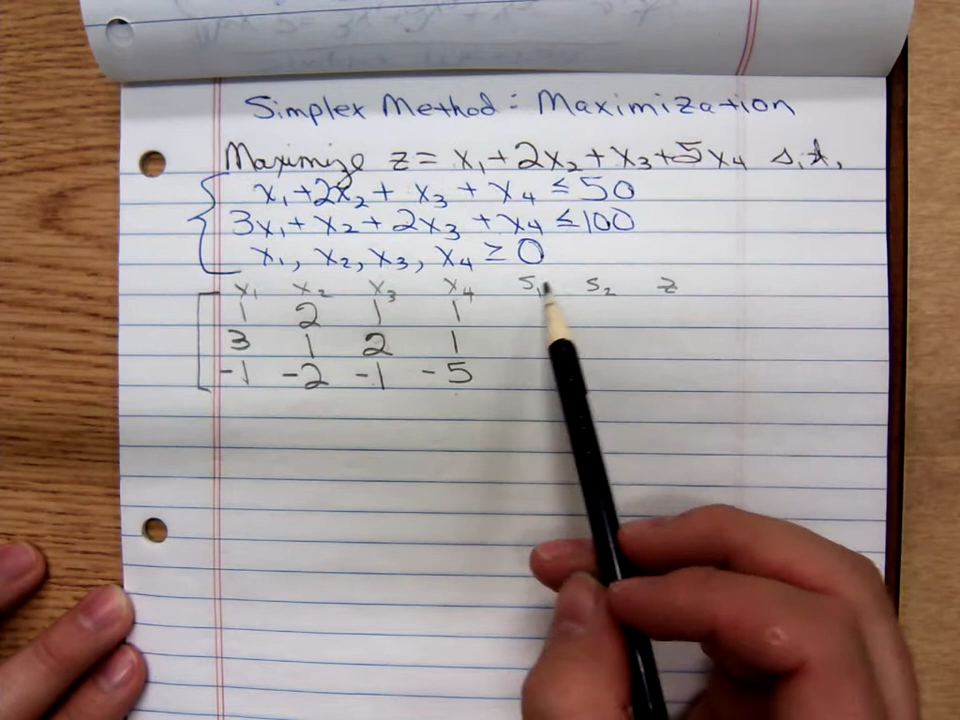 Simplex Method: Maximization
Maximize z = x₁ + 2x₂ + x₃ + 5x₄ s.t.
x₁ + 2x₂ + x₃ + x₄ ≤ 50
3x₁ + x₂ + 2x₃ + x₄ ≤ 100
x₁, x₂, x₃, x₄ ≥ 0
x₁ x₂ x₃ x₄ s₁ s₂ z
1 2 1 1
3 1 2 1
-1 -2 -1 -5